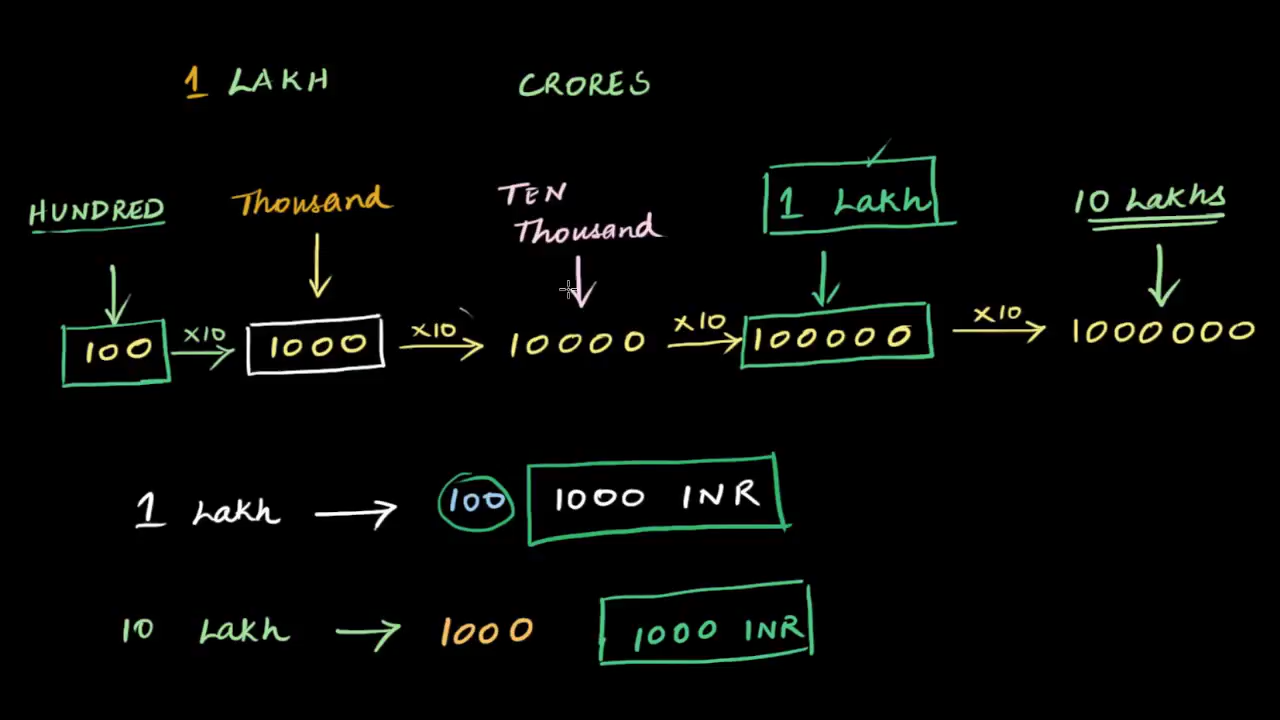 1 LAKH CRORES
HUNDRED Thousand TEN Thousand 1 Lakh 10 Lakhs
100 x10 1000 x10 10000 x10 100000 x10 1000000
1 Lakh → 100 1000 INR
10 Lakh → 1000 1000 INR